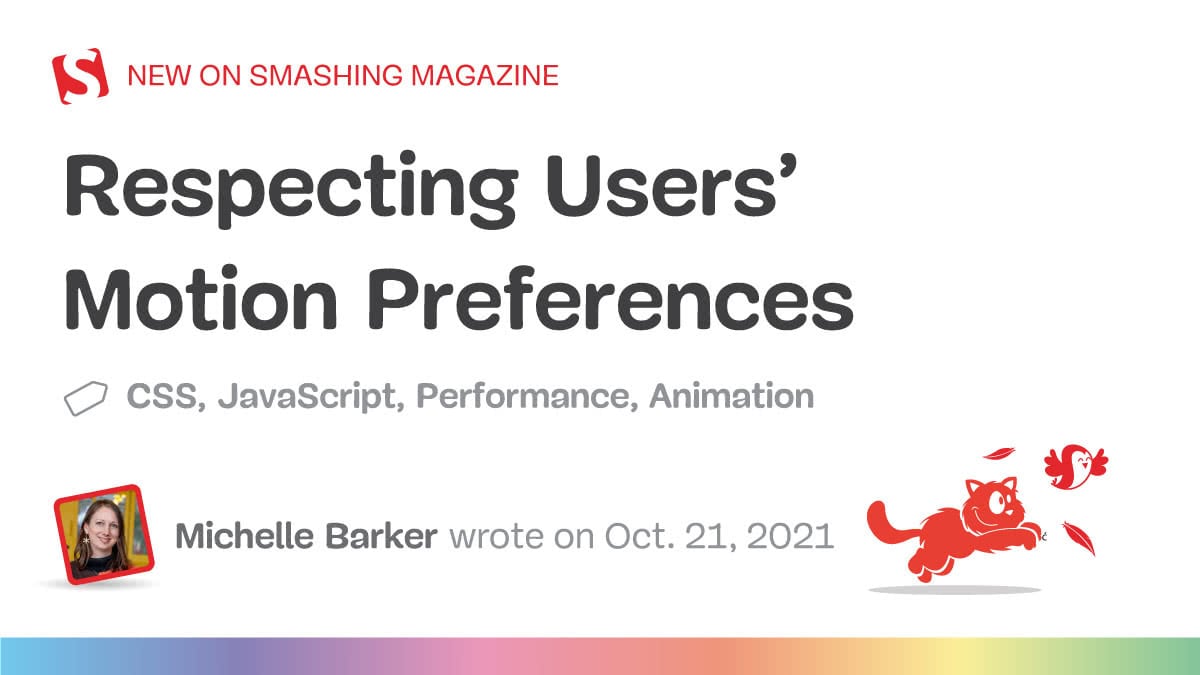 NEW ON SMASHING MAGAZINE
Respecting Users’
Motion Preferences
CSS, JavaScript, Performance, Animation
Michelle Barker wrote on Oct. 21, 2021